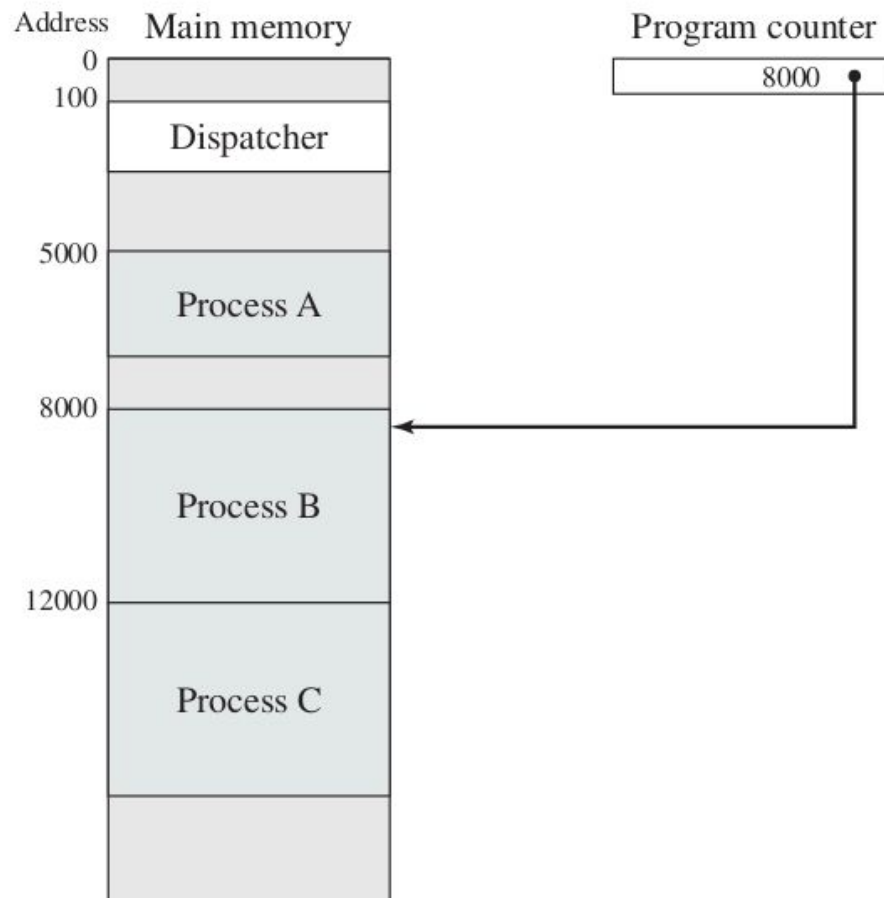 Address Main memory Program counter
0
8000
100
Dispatcher
5000
Process A
8000
Process B
12000
Process C